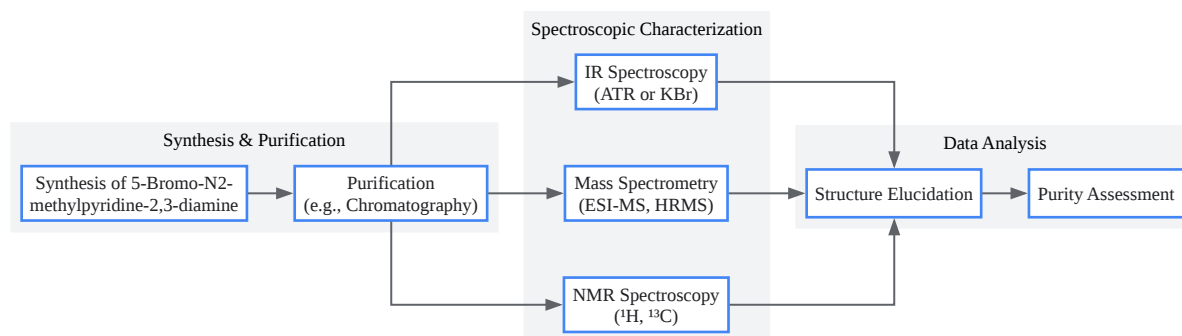 Spectroscopic Characterization
IR Spectroscopy
(ATR or KBr)
Synthesis & Purification
Data Analysis
Synthesis of 5-Bromo-N2-
methylpyridine-2,3-diamine
Purification
(e.g., Chromatography)
Mass Spectrometry
(ESI-MS, HRMS)
Structure Elucidation
Purity Assessment
NMR Spectroscopy
(¹H, ¹³C)